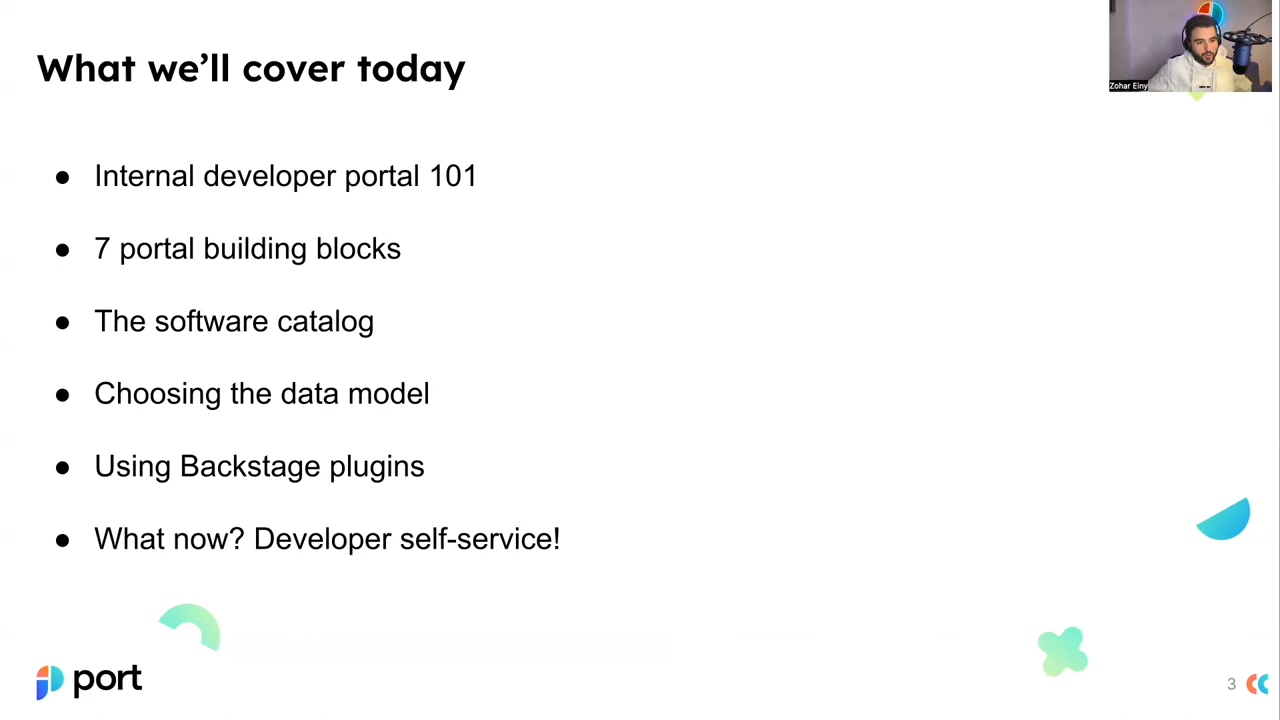 What we’ll cover today
Zohar Einy
● Internal developer portal 101
● 7 portal building blocks
● The software catalog
● Choosing the data model
● Using Backstage plugins
● What now? Developer self-service!
port
3